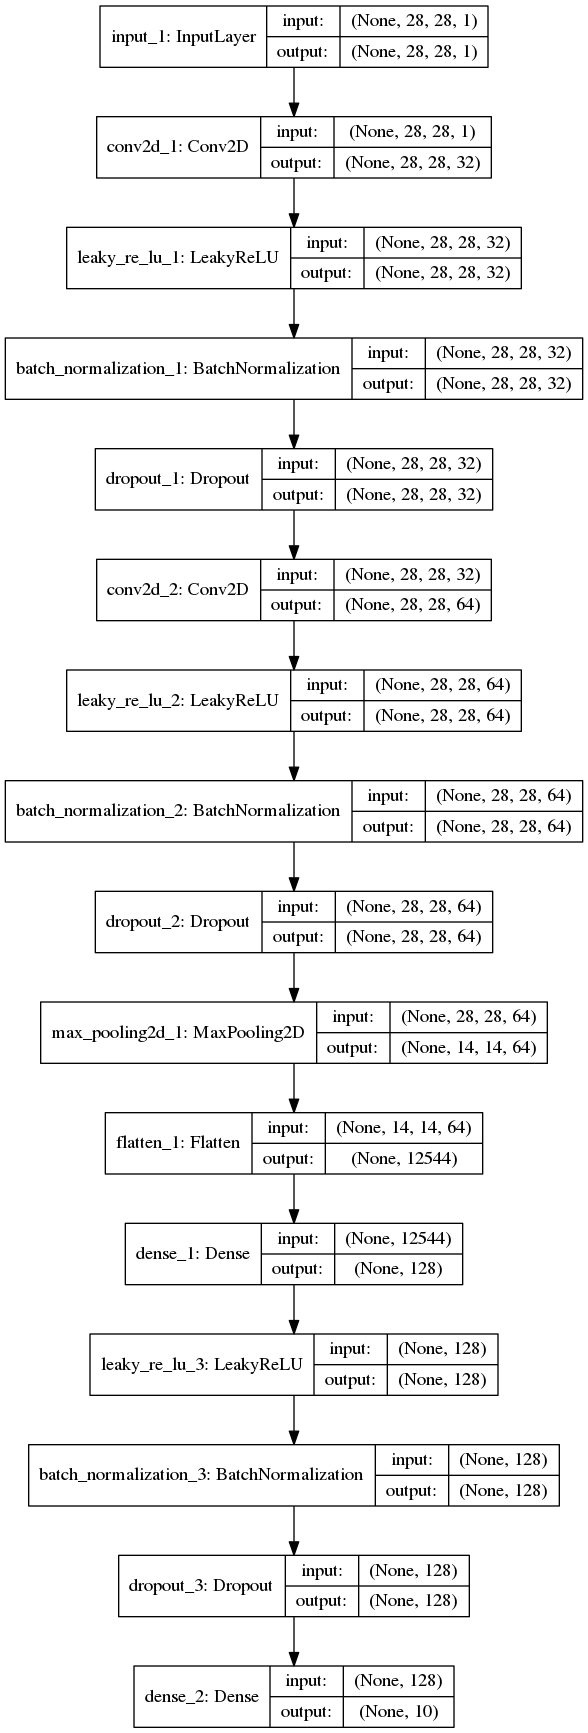 input_1: InputLayer
input: (None, 28, 28, 1)
output: (None, 28, 28, 1)
conv2d_1: Conv2D
input: (None, 28, 28, 1)
output: (None, 28, 28, 32)
leaky_re_lu_1: LeakyReLU
input: (None, 28, 28, 32)
output: (None, 28, 28, 32)
batch_normalization_1: BatchNormalization
input: (None, 28, 28, 32)
output: (None, 28, 28, 32)
dropout_1: Dropout
input: (None, 28, 28, 32)
output: (None, 28, 28, 32)
conv2d_2: Conv2D
input: (None, 28, 28, 32)
output: (None, 28, 28, 64)
leaky_re_lu_2: LeakyReLU
input: (None, 28, 28, 64)
output: (None, 28, 28, 64)
batch_normalization_2: BatchNormalization
input: (None, 28, 28, 64)
output: (None, 28, 28, 64)
dropout_2: Dropout
input: (None, 28, 28, 64)
output: (None, 28, 28, 64)
max_pooling2d_1: MaxPooling2D
input: (None, 28, 28, 64)
output: (None, 14, 14, 64)
flatten_1: Flatten
input: (None, 14, 14, 64)
output: (None, 12544)
dense_1: Dense
input: (None, 12544)
output: (None, 128)
leaky_re_lu_3: LeakyReLU
input: (None, 128)
output: (None, 128)
batch_normalization_3: BatchNormalization
input: (None, 128)
output: (None, 128)
dropout_3: Dropout
input: (None, 128)
output: (None, 128)
dense_2: Dense
input: (None, 128)
output: (None, 10)